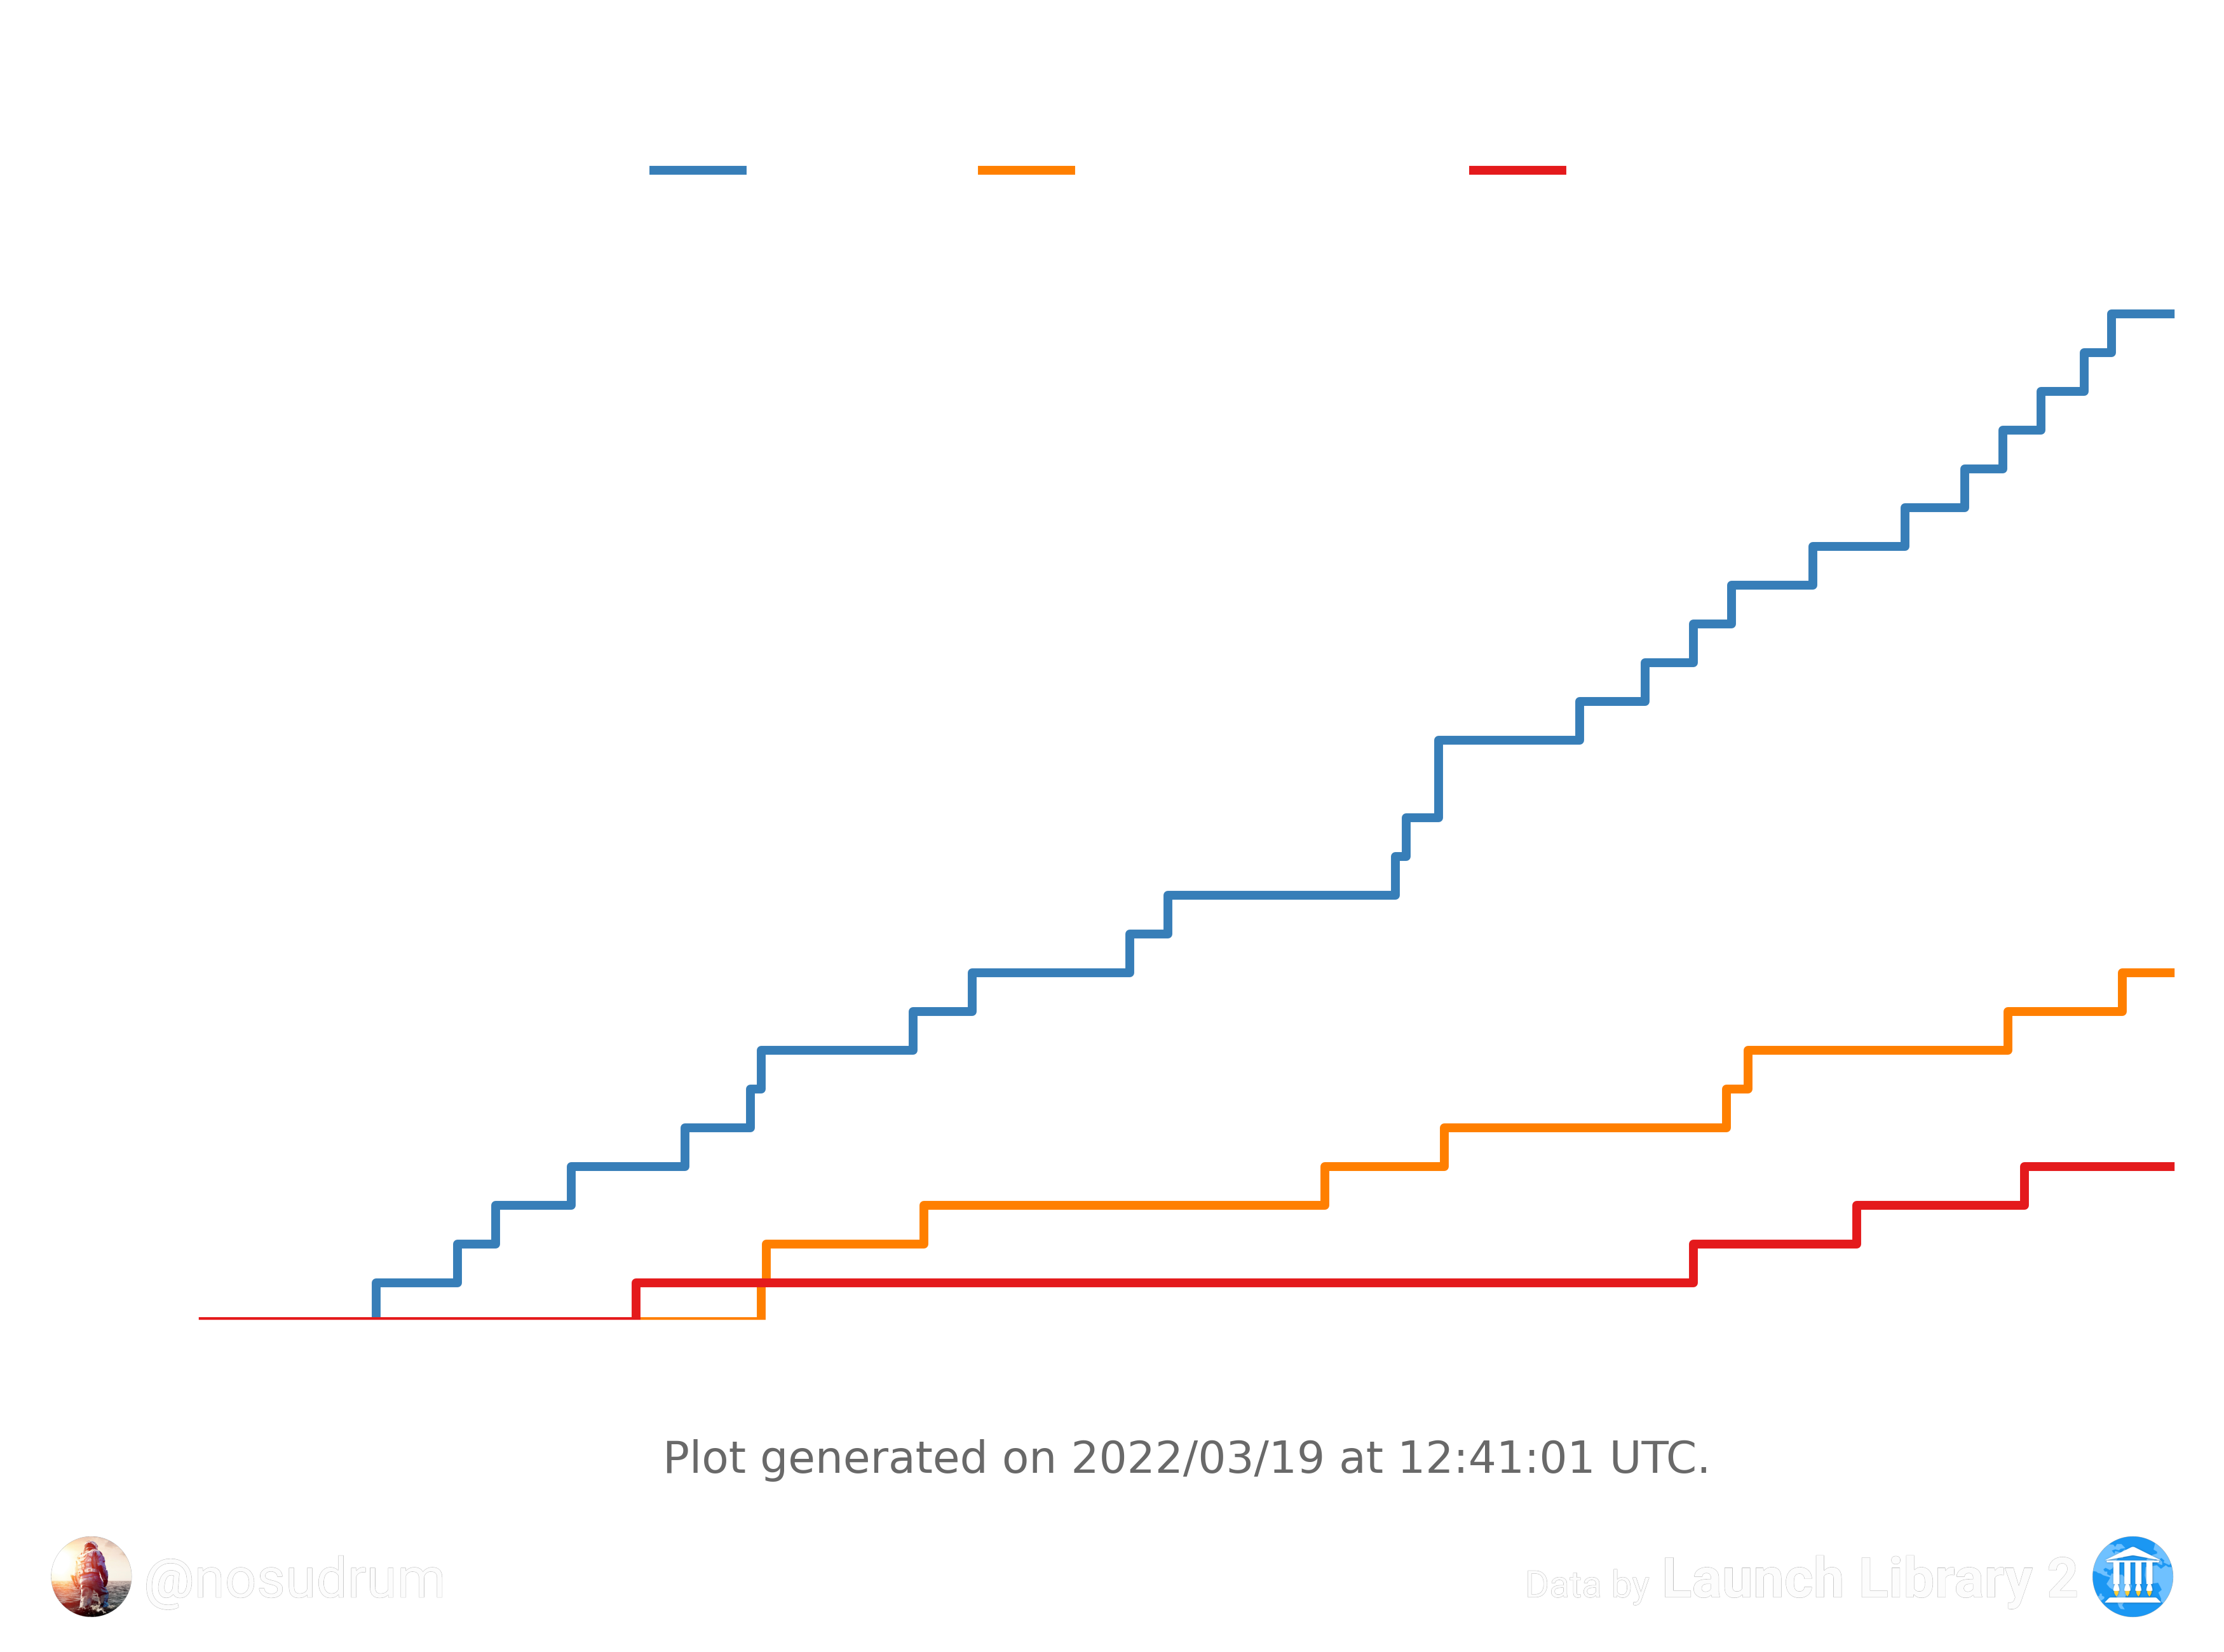 Plot generated on 2022/03/19 at 12:41:01 UTC.
@nosudrum
Data by Launch Library 2